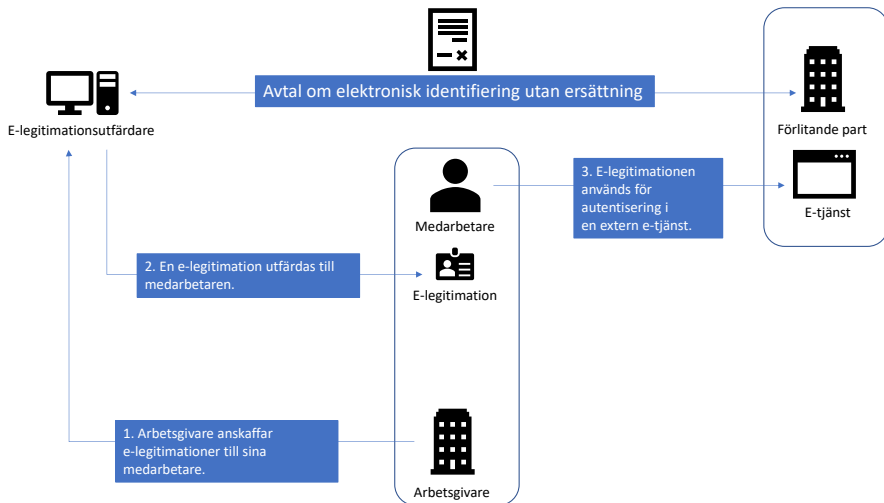 Avtal om elektronisk identifiering utan ersättning
E-legitimationsutfärdare
Förlitande part
3. E-legitimationen
används för
autentisering i
en extern e-tjänst.
E-tjänst
Medarbetare
2. En e-legitimation utfärdas till
medarbetaren.
E-legitimation
1. Arbetsgivare anskaffar
e-legitimationer till sina
medarbetare.
Arbetsgivare